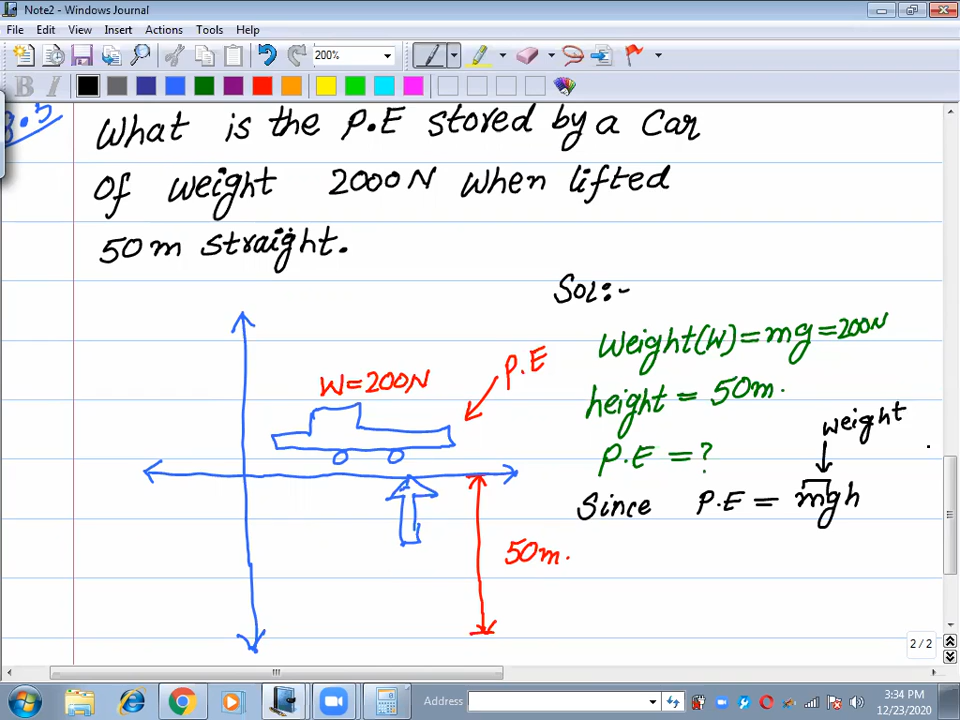 Note2 - Windows Journal
File Edit View Insert Actions Tools Help
200%
B I
8.5
What is the P.E stored by a Car
of weight 2000N when lifted
50m straight.
Sol:-
Weight(W)=mg=200N
height = 50m.
P.E = ?
weight
Since P.E = mgh
W=200N
P.E
50m.
2 / 2
Address
3:34 PM
12/23/2020